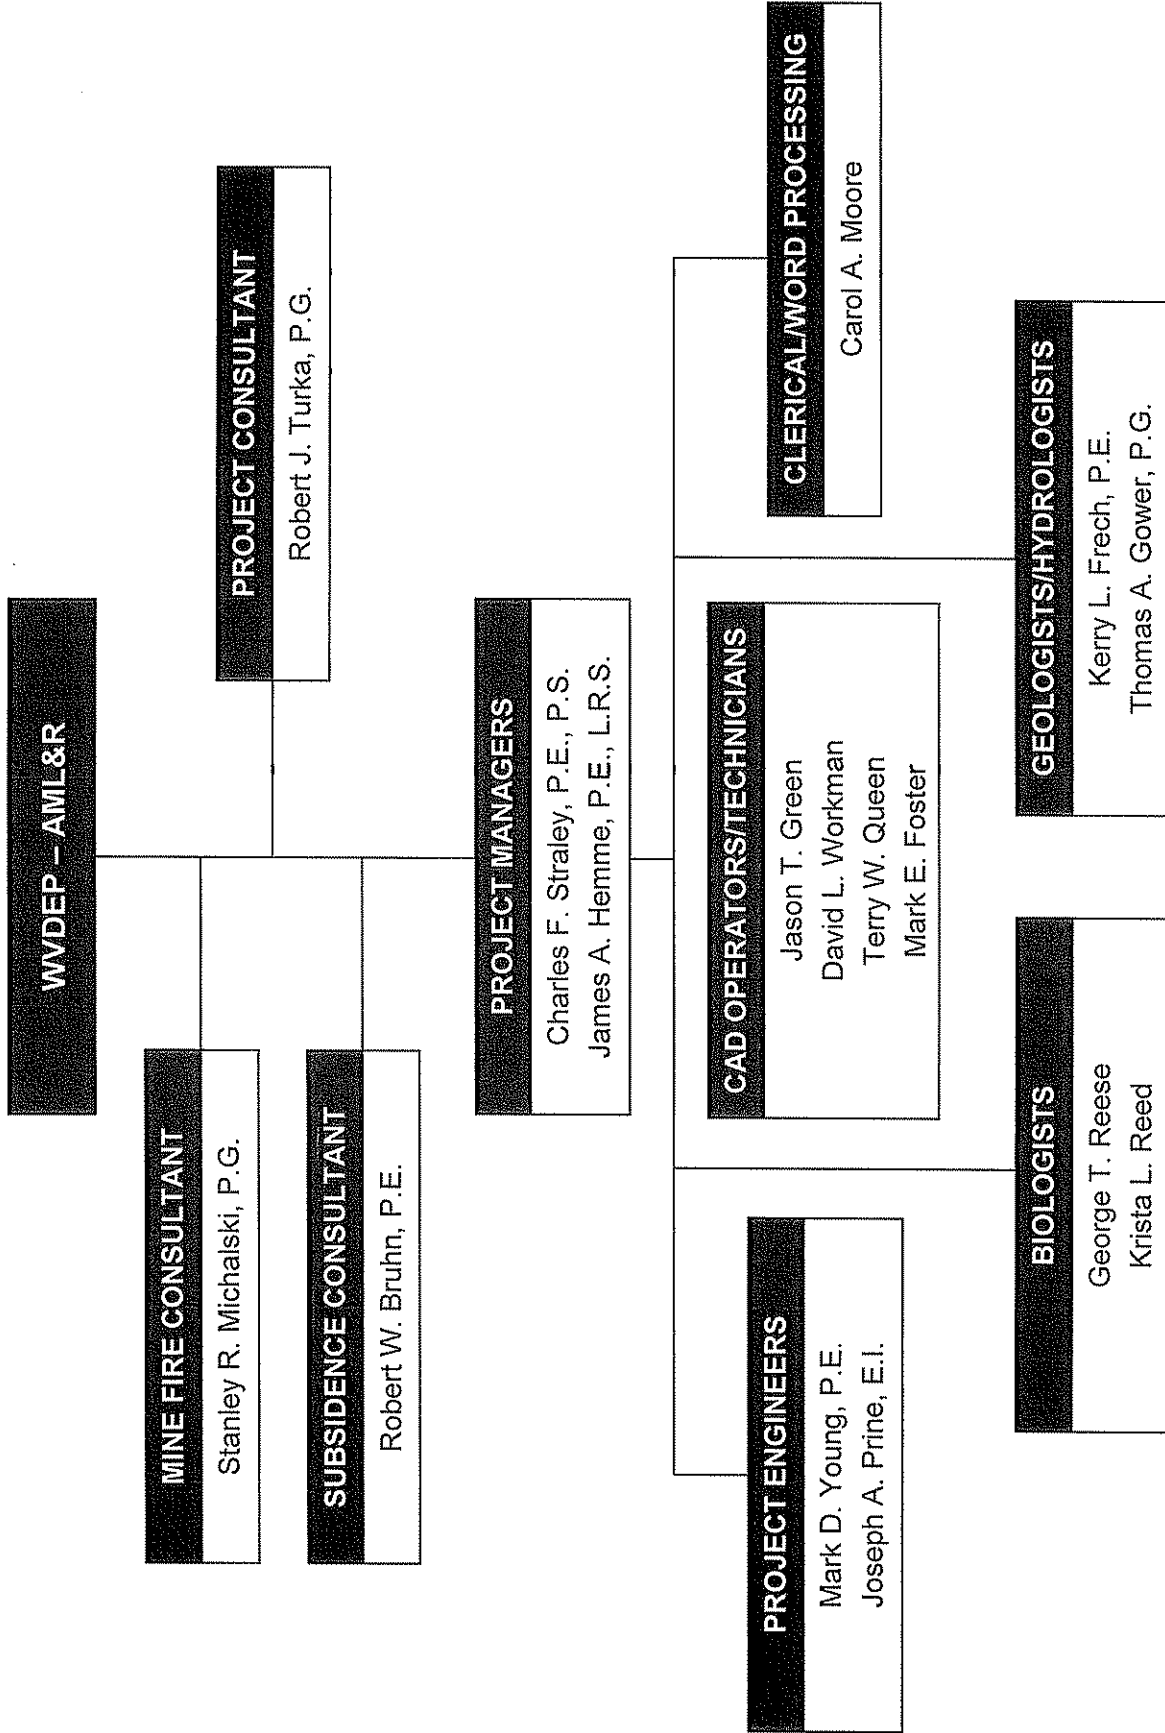 WVDEP – AML&R
MINE FIRE CONSULTANT
Stanley R. Michalski, P.G.
PROJECT CONSULTANT
Robert J. Turka, P.G.
SUBSIDENCE CONSULTANT
Robert W. Bruhn, P.E.
PROJECT MANAGERS
Charles F. Straley, P.E., P.S.
James A. Hemme, P.E., L.R.S.
PROJECT ENGINEERS
Mark D. Young, P.E.
Joseph A. Prine, E.I.
CAD OPERATORS/TECHNICIANS
Jason T. Green
David L. Workman
Terry W. Queen
Mark E. Foster
CLERICAL/WORD PROCESSING
Carol A. Moore
BIOLOGISTS
George T. Reese
Krista L. Reed
GEOLOGISTS/HYDROLOGISTS
Kerry L. Frech, P.E.
Thomas A. Gower, P.G.